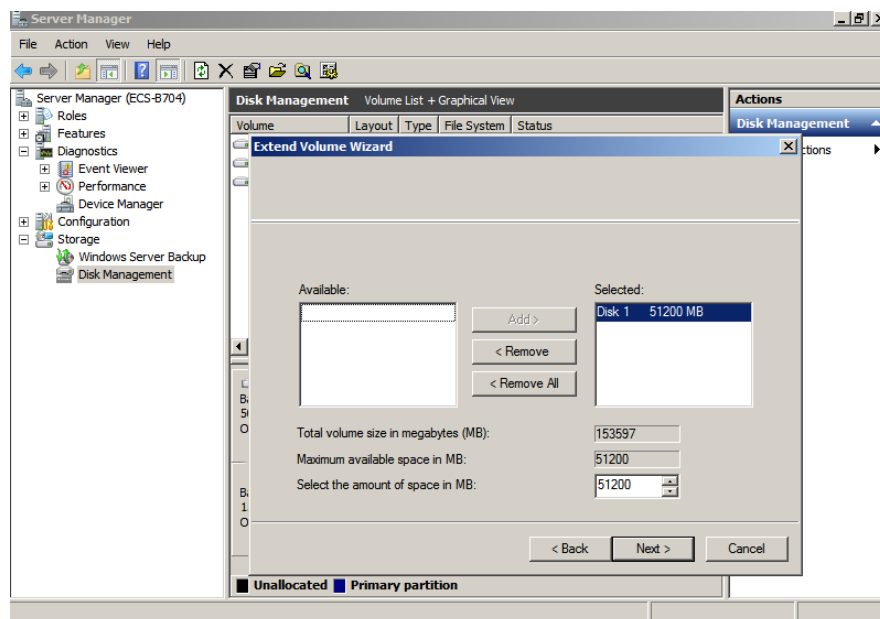 Server Manager
File Action View Help
Server Manager (ECS-B704)
Roles
Features
Diagnostics
Event Viewer
Performance
Device Manager
Configuration
Storage
Windows Server Backup
Disk Management
Disk Management Volume List + Graphical View
Volume Layout Type File System Status
Extend Volume Wizard
Available:
Add >
< Remove
< Remove All
Selected:
Disk 1 51200 MB
Total volume size in megabytes (MB): 153597
Maximum available space in MB: 51200
Select the amount of space in MB: 51200
< Back Next > Cancel
Ba
O
Ba
1
O
Unallocated Primary partition
Actions
Disk Management
ctions